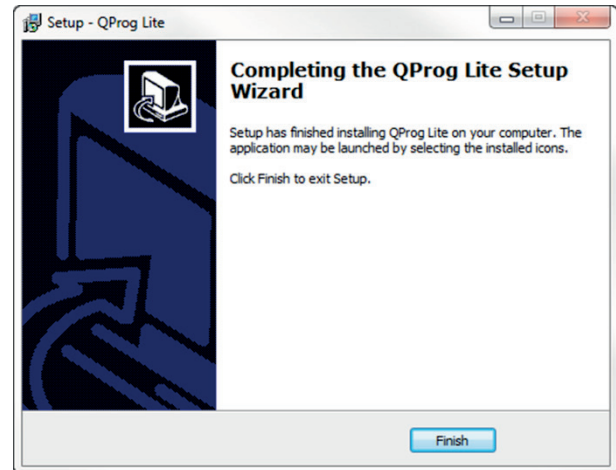 Setup - QProg Lite
Completing the QProg Lite Setup
Wizard
Setup has finished installing QProg Lite on your computer. The
application may be launched by selecting the installed icons.
Click Finish to exit Setup.
Finish